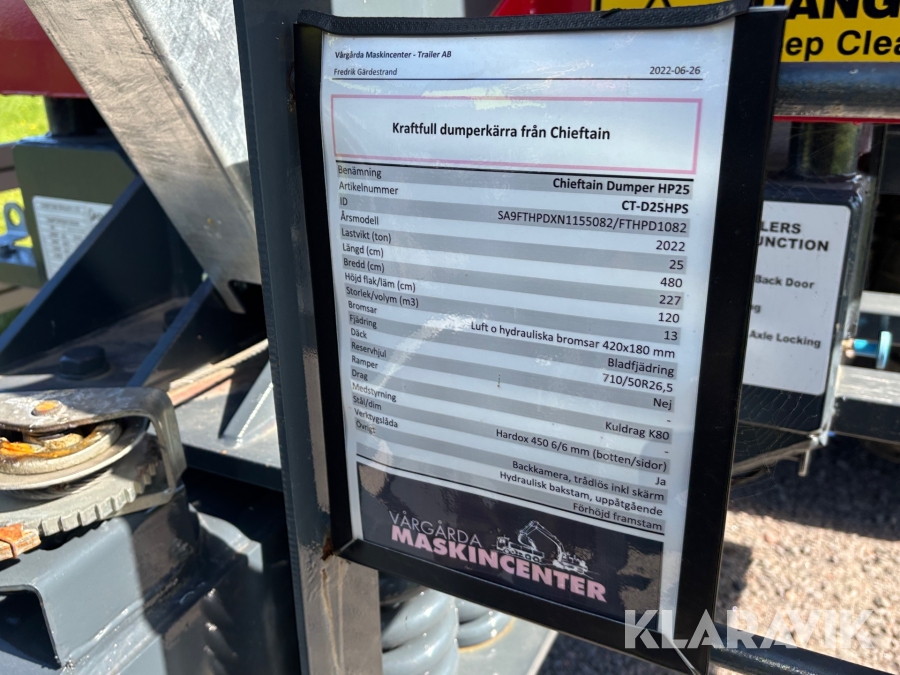 DANG
ep Clea
Vårgårda Maskincenter - Trailer AB
Fredrik Gärdestrand 2022-06-26
Kraftfull dumperkärra från Chieftain
Benämning Chieftain Dumper HP25
Artikelnummer CT-D25HPS
ID SA9FTHPDXN1155082/FTHPD1082
Årsmodell 2022
Lastvikt (ton) 25
Längd (cm) 480
Bredd (cm) 227
Höjd flak/läm (cm) 120
Storlek/volym (m3) 13
Bromsar Luft o hydrauliska bromsar 420x180 mm
Fjädring Bladfjädring
Däck 710/50R26,5
Reservhjul Nej
Ramper -
Drag Kuldrag K80
Medstyrning -
Stål/dim Hardox 450 6/6 mm (botten/sidor)
Verktygslåda Ja
Övrigt Backkamera, trådlös inkl skärm
Hydraulisk bakstam, uppåtgående
Förhöjd framstam
VÅRGÅRDA
MASKINCENTER
LERS
UNCTION
Back Door
Axle Locking
KLARAVIK